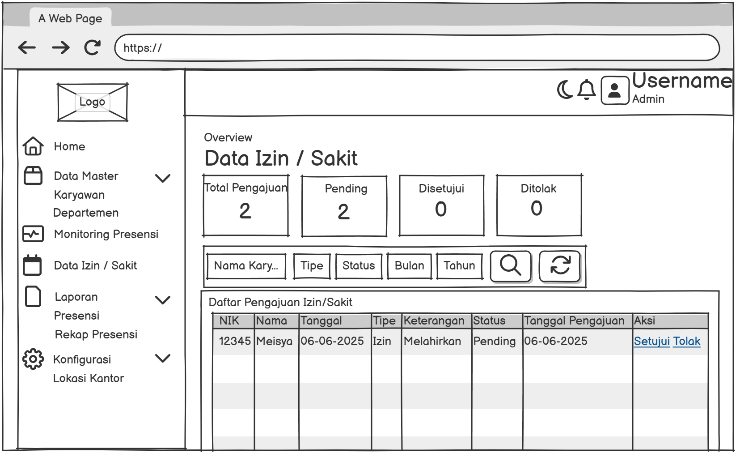 A Web Page
https://
Logo
Username
Admin
Home
Data Master
Karyawan
Departemen
Monitoring Presensi
Data Izin / Sakit
Laporan
Presensi
Rekap Presensi
Konfigurasi
Lokasi Kantor
Overview
Data Izin / Sakit
Total Pengajuan Pending Disetujui Ditolak
2 2 0 0
Nama Kary... Tipe Status Bulan Tahun
Daftar Pengajuan Izin/Sakit
NIK Nama Tanggal Tipe Keterangan Status Tanggal Pengajuan Aksi
12345 Meisya 06-06-2025 Izin Melahirkan Pending 06-06-2025 Setujui Tolak